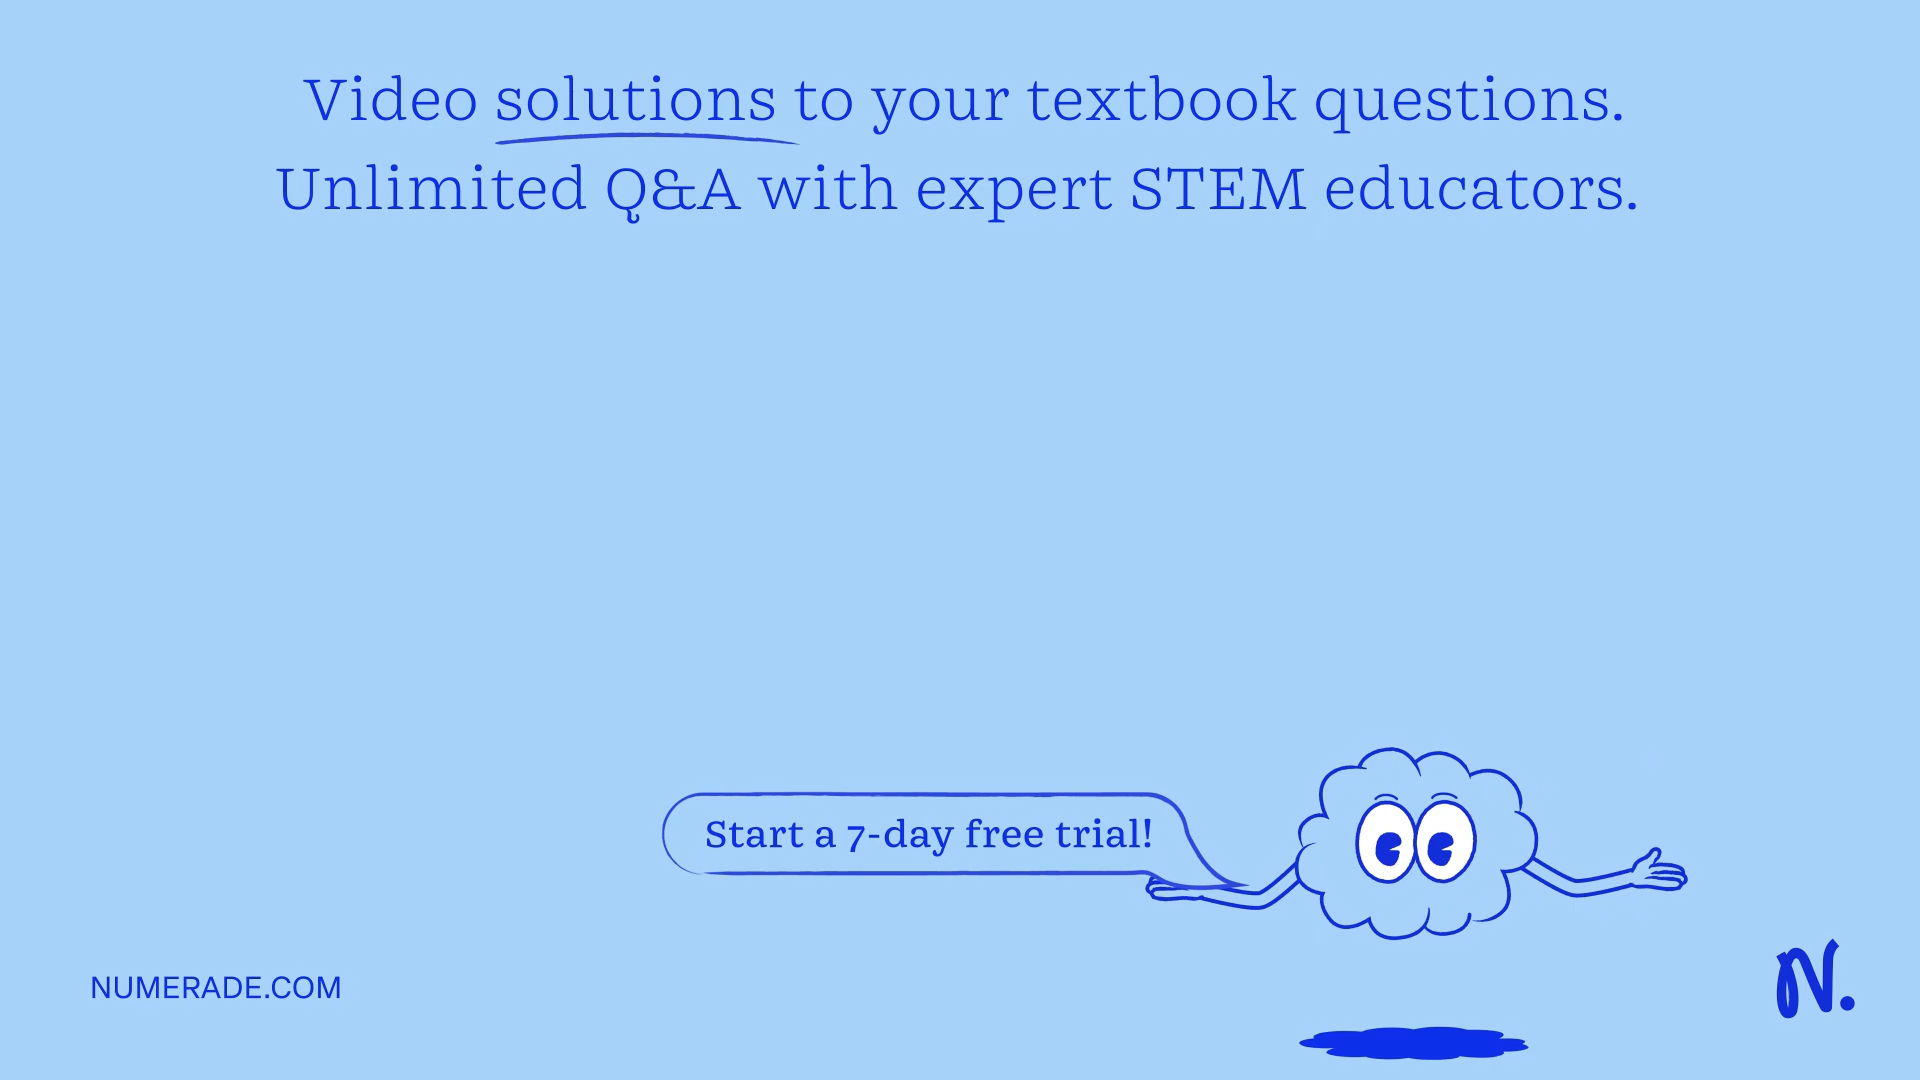 Video solutions to your textbook questions.
Unlimited Q&A with expert STEM educators.
Start a 7-day free trial!
NUMERADE.COM
N.